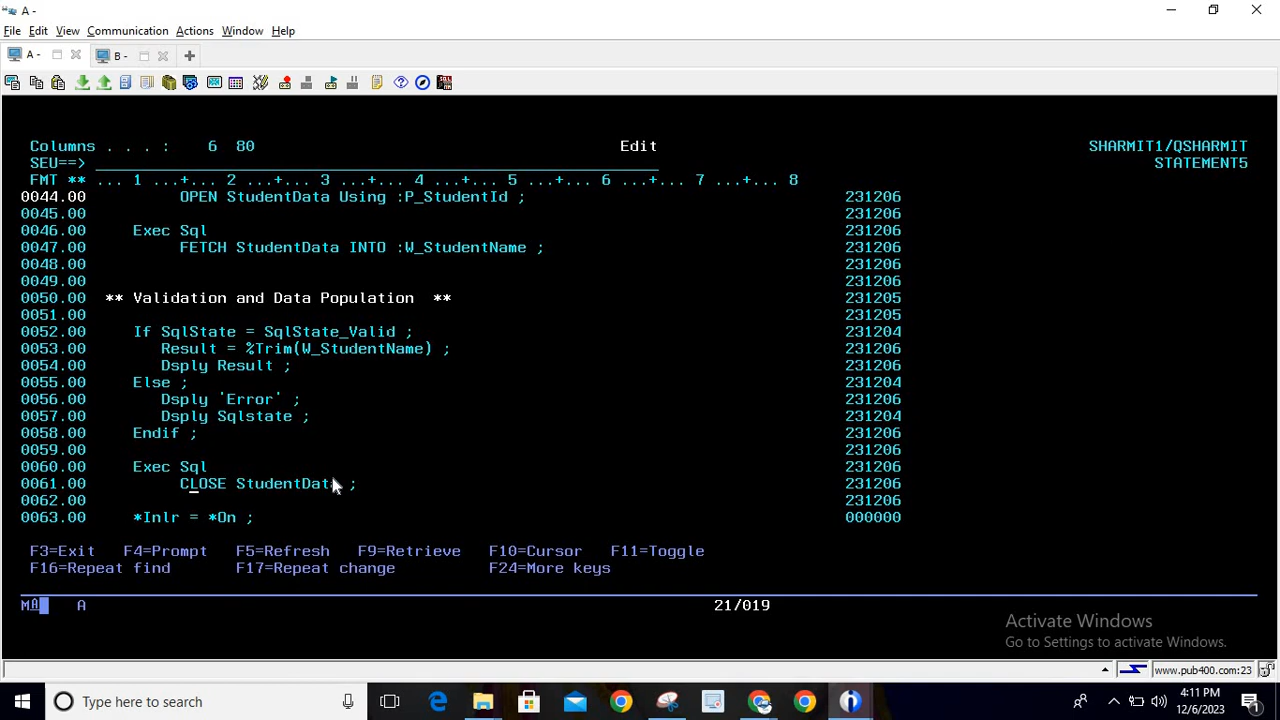 A -
File Edit View Communication Actions Window Help
A - B -
Columns . . . : 6 80 Edit SHARMIT1/QSHARMIT
SEU==> STATEMENT5
FMT ** ... 1 ...+... 2 ...+... 3 ...+... 4 ...+... 5 ...+... 6 ...+... 7 ...+... 8
0044.00 OPEN StudentData Using :P_StudentId ; 231206
0045.00 231206
0046.00 Exec Sql 231206
0047.00 FETCH StudentData INTO :W_StudentName ; 231206
0048.00 231206
0049.00 231206
0050.00 ** Validation and Data Population ** 231205
0051.00 231205
0052.00 If SqlState = SqlState_Valid ; 231204
0053.00 Result = %Trim(W_StudentName) ; 231206
0054.00 Dsply Result ; 231206
0055.00 Else ; 231204
0056.00 Dsply 'Error' ; 231206
0057.00 Dsply Sqlstate ; 231204
0058.00 Endif ; 231206
0059.00 231206
0060.00 Exec Sql 231206
0061.00 CLOSE StudentData ; 231206
0062.00 231206
0063.00 *Inlr = *On ; 000000
F3=Exit F4=Prompt F5=Refresh F9=Retrieve F10=Cursor F11=Toggle
F16=Repeat find F17=Repeat change F24=More keys
MA A 21/019
Activate Windows
Go to Settings to activate Windows.
www.pub400.com:23
Type here to search
4:11 PM
12/6/2023